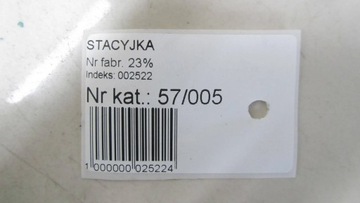 STACYJKA
Nr fabr. 23%
Indeks: 002522
Nr kat.: 57/005
1 000000 025224